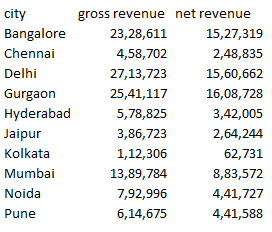 city gross revenue net revenue
Bangalore 23,28,611 15,27,319
Chennai 4,58,702 2,48,835
Delhi 27,13,723 15,60,662
Gurgaon 25,41,117 16,08,728
Hyderabad 5,78,825 3,42,005
Jaipur 3,86,723 2,64,244
Kolkata 1,12,306 62,731
Mumbai 13,89,784 8,83,572
Noida 7,92,996 4,41,727
Pune 6,14,675 4,41,588